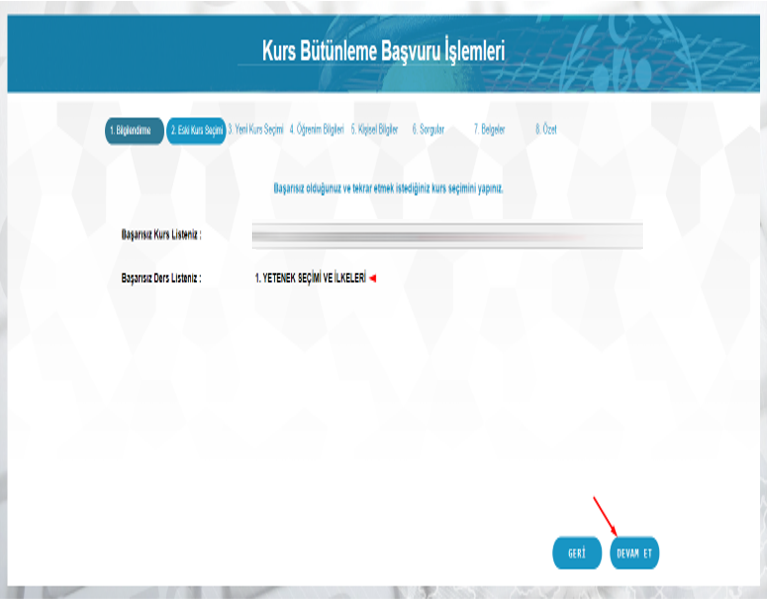 Kurs Bütünleme Başvuru İşlemleri
1. Bilgilendirme 2. Eski Kurs Seçimi 3. Yeni Kurs Seçimi 4. Öğrenim Bilgileri 5. Kişisel Bilgiler 6. Sorgular 7. Belgeler 8. Özet
Başarısız olduğunuz ve tekrar etmek istediğiniz kurs seçimini yapınız.
Başarısız Kurs Listeniz :
Başarısız Ders Listeniz : 1. YETENEK SEÇİMİ VE İLKELERİ
GERİ DEVAM ET